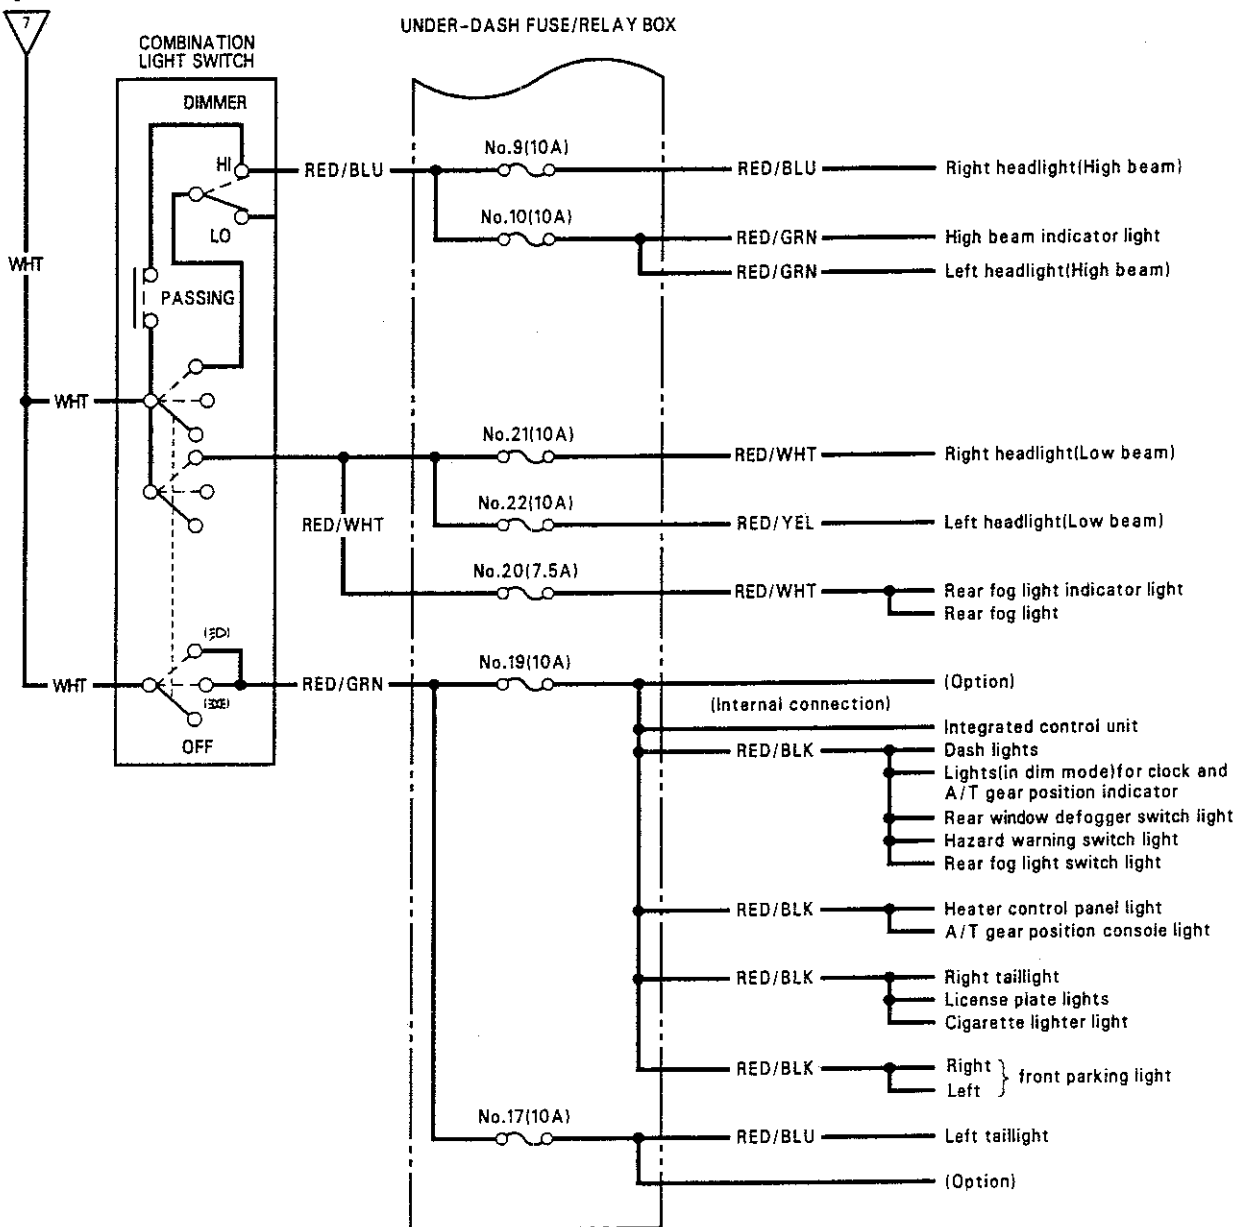 7
UNDER-DASH FUSE/RELAY BOX
COMBINATION
LIGHT SWITCH
DIMMER
HI
LO
PASSING
WHT
WHT
WHT
OFF
RED/BLU
No.9(10A)
RED/BLU
Right headlight(High beam)
No.10(10A)
RED/GRN
High beam indicator light
RED/GRN
Left headlight(High beam)
No.21(10A)
RED/WHT
Right headlight(Low beam)
RED/WHT
No.22(10A)
RED/YEL
Left headlight(Low beam)
No.20(7.5A)
RED/WHT
Rear fog light indicator light
Rear fog light
RED/GRN
No.19(10A)
(Option)
(Internal connection)
Integrated control unit
RED/BLK
Dash lights
Lights(in dim mode)for clock and
A/T gear position indicator
Rear window defogger switch light
Hazard warning switch light
Rear fog light switch light
RED/BLK
Heater control panel light
A/T gear position console light
RED/BLK
Right taillight
License plate lights
Cigarette lighter light
RED/BLK
Right
Left
} front parking light
No.17(10A)
RED/BLU
Left taillight
(Option)